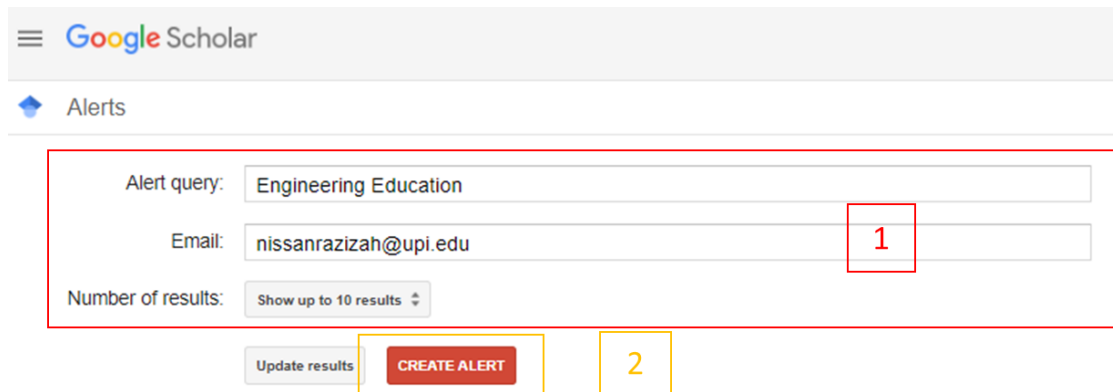 Google Scholar
Alerts
Alert query: Engineering Education
Email: nissanrazizah@upi.edu
1
Number of results: Show up to 10 results
Update results CREATE ALERT
2